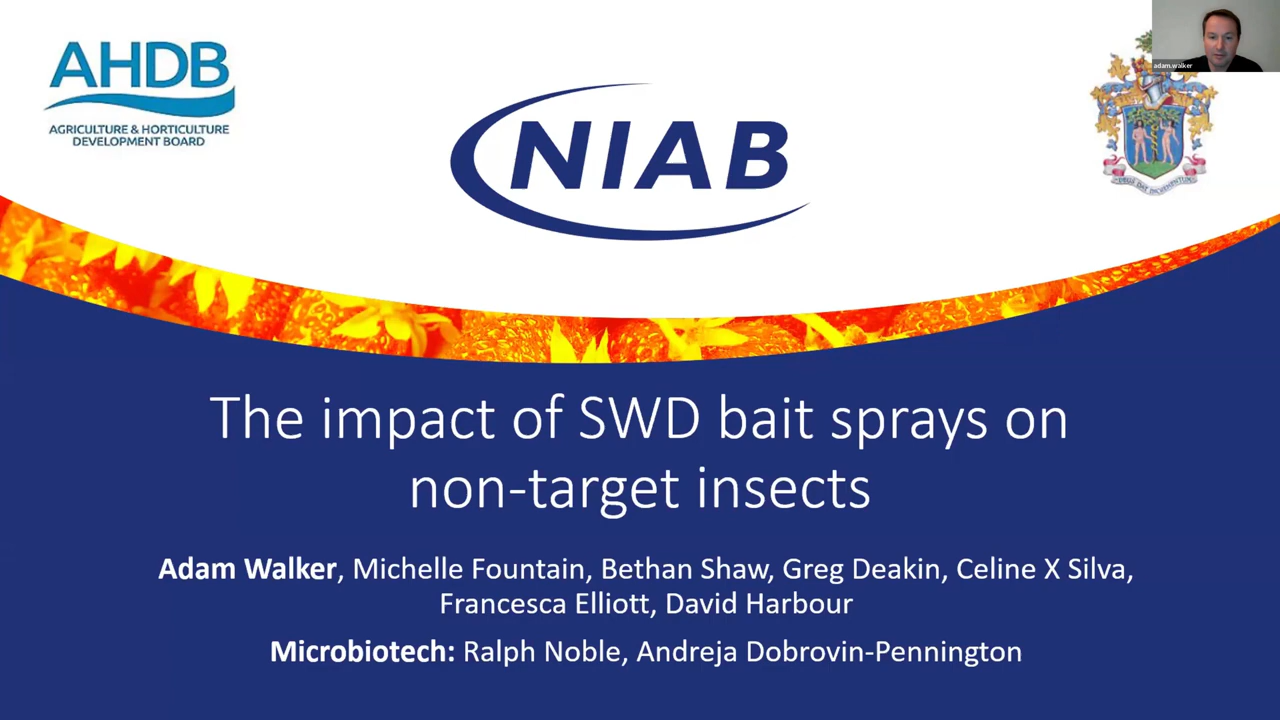 AHDB
AGRICULTURE & HORTICULTURE
DEVELOPMENT BOARD
NIAB
adam.walker
The impact of SWD bait sprays on
non-target insects
Adam Walker, Michelle Fountain, Bethan Shaw, Greg Deakin, Celine X Silva,
Francesca Elliott, David Harbour
Microbiotech: Ralph Noble, Andreja Dobrovin-Pennington